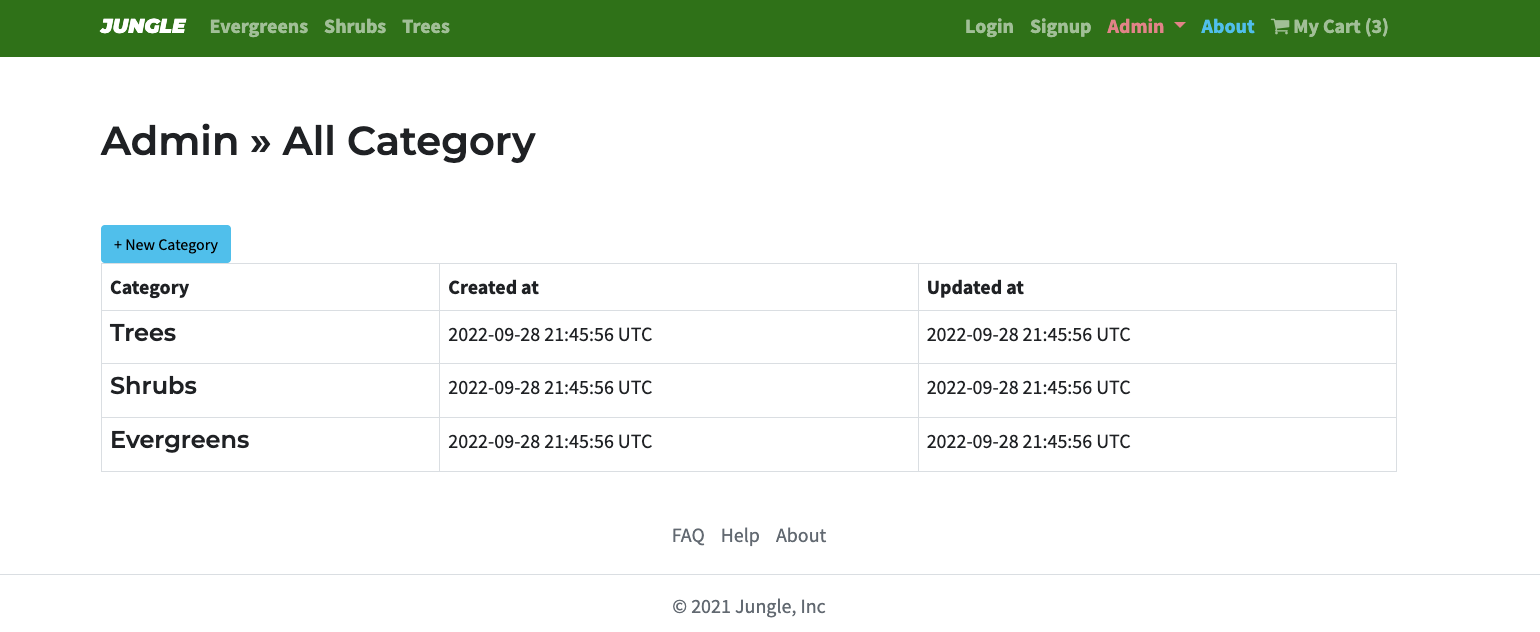 JUNGLE Evergreens Shrubs Trees Login Signup Admin About My Cart (3)
Admin » All Category
+ New Category
Category Created at Updated at
Trees 2022-09-28 21:45:56 UTC 2022-09-28 21:45:56 UTC
Shrubs 2022-09-28 21:45:56 UTC 2022-09-28 21:45:56 UTC
Evergreens 2022-09-28 21:45:56 UTC 2022-09-28 21:45:56 UTC
FAQ Help About
© 2021 Jungle, Inc